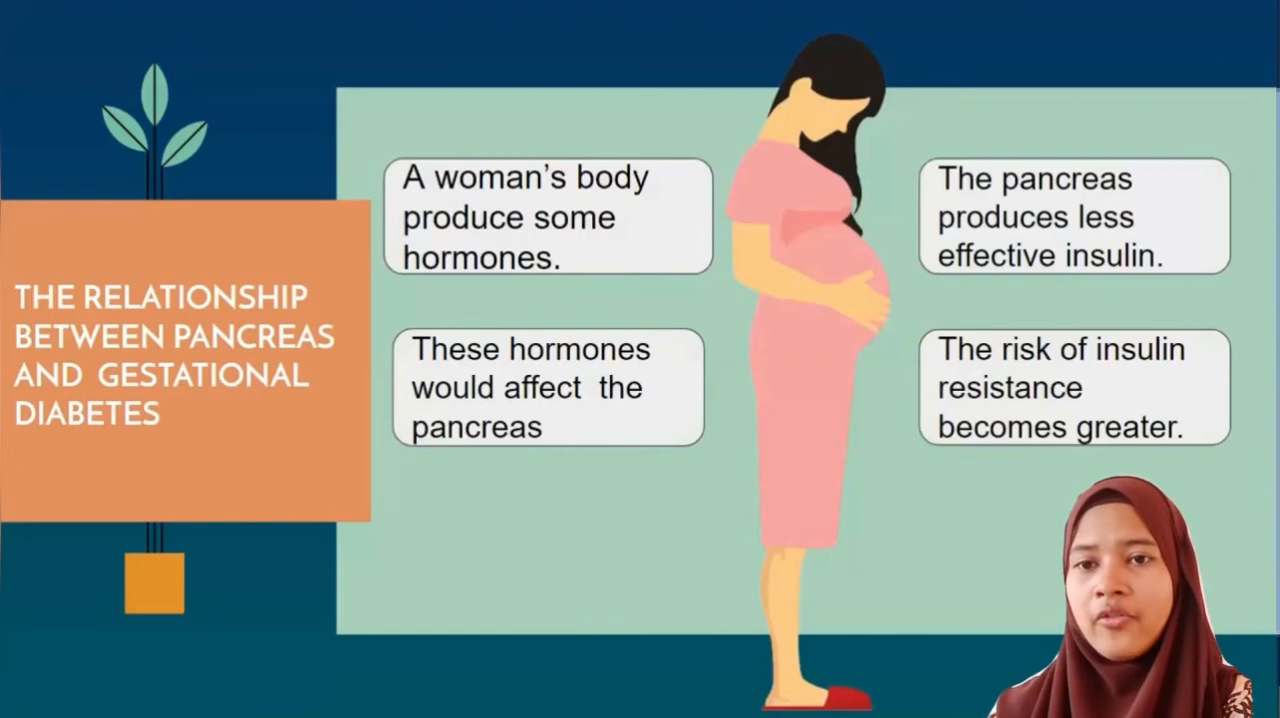 THE RELATIONSHIP
BETWEEN PANCREAS
AND GESTATIONAL
DIABETES
A woman's body
produce some
hormones.
These hormones
would affect the
pancreas
The pancreas
produces less
effective insulin.
The risk of insulin
resistance
becomes greater.